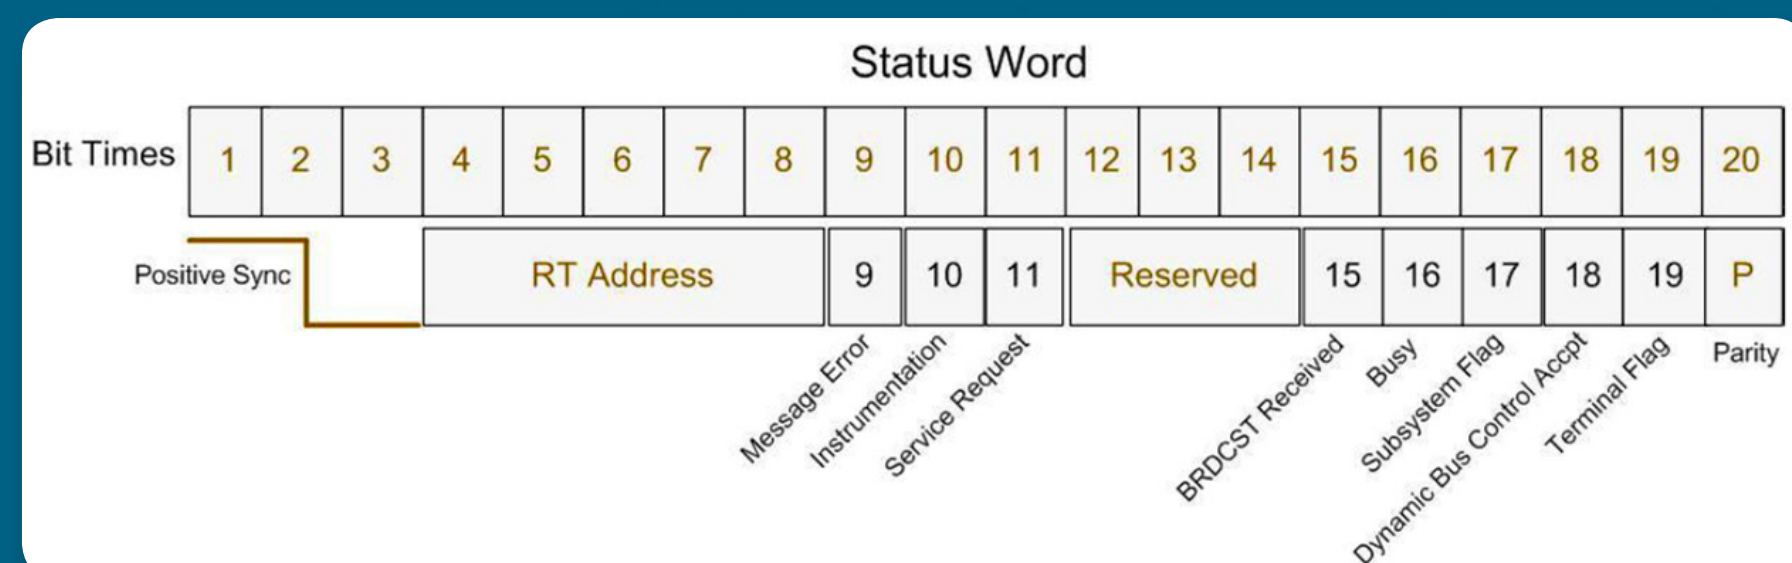 Status Word
Bit Times 1 2 3 4 5 6 7 8 9 10 11 12 13 14 15 16 17 18 19 20
Positive Sync RT Address 9 10 11 Reserved 15 16 17 18 19 P
Message Error
Instrumentation
Service Request
BRDCST Received
Busy
Subsystem Flag
Dynamic Bus Control Accpt
Terminal Flag
Parity